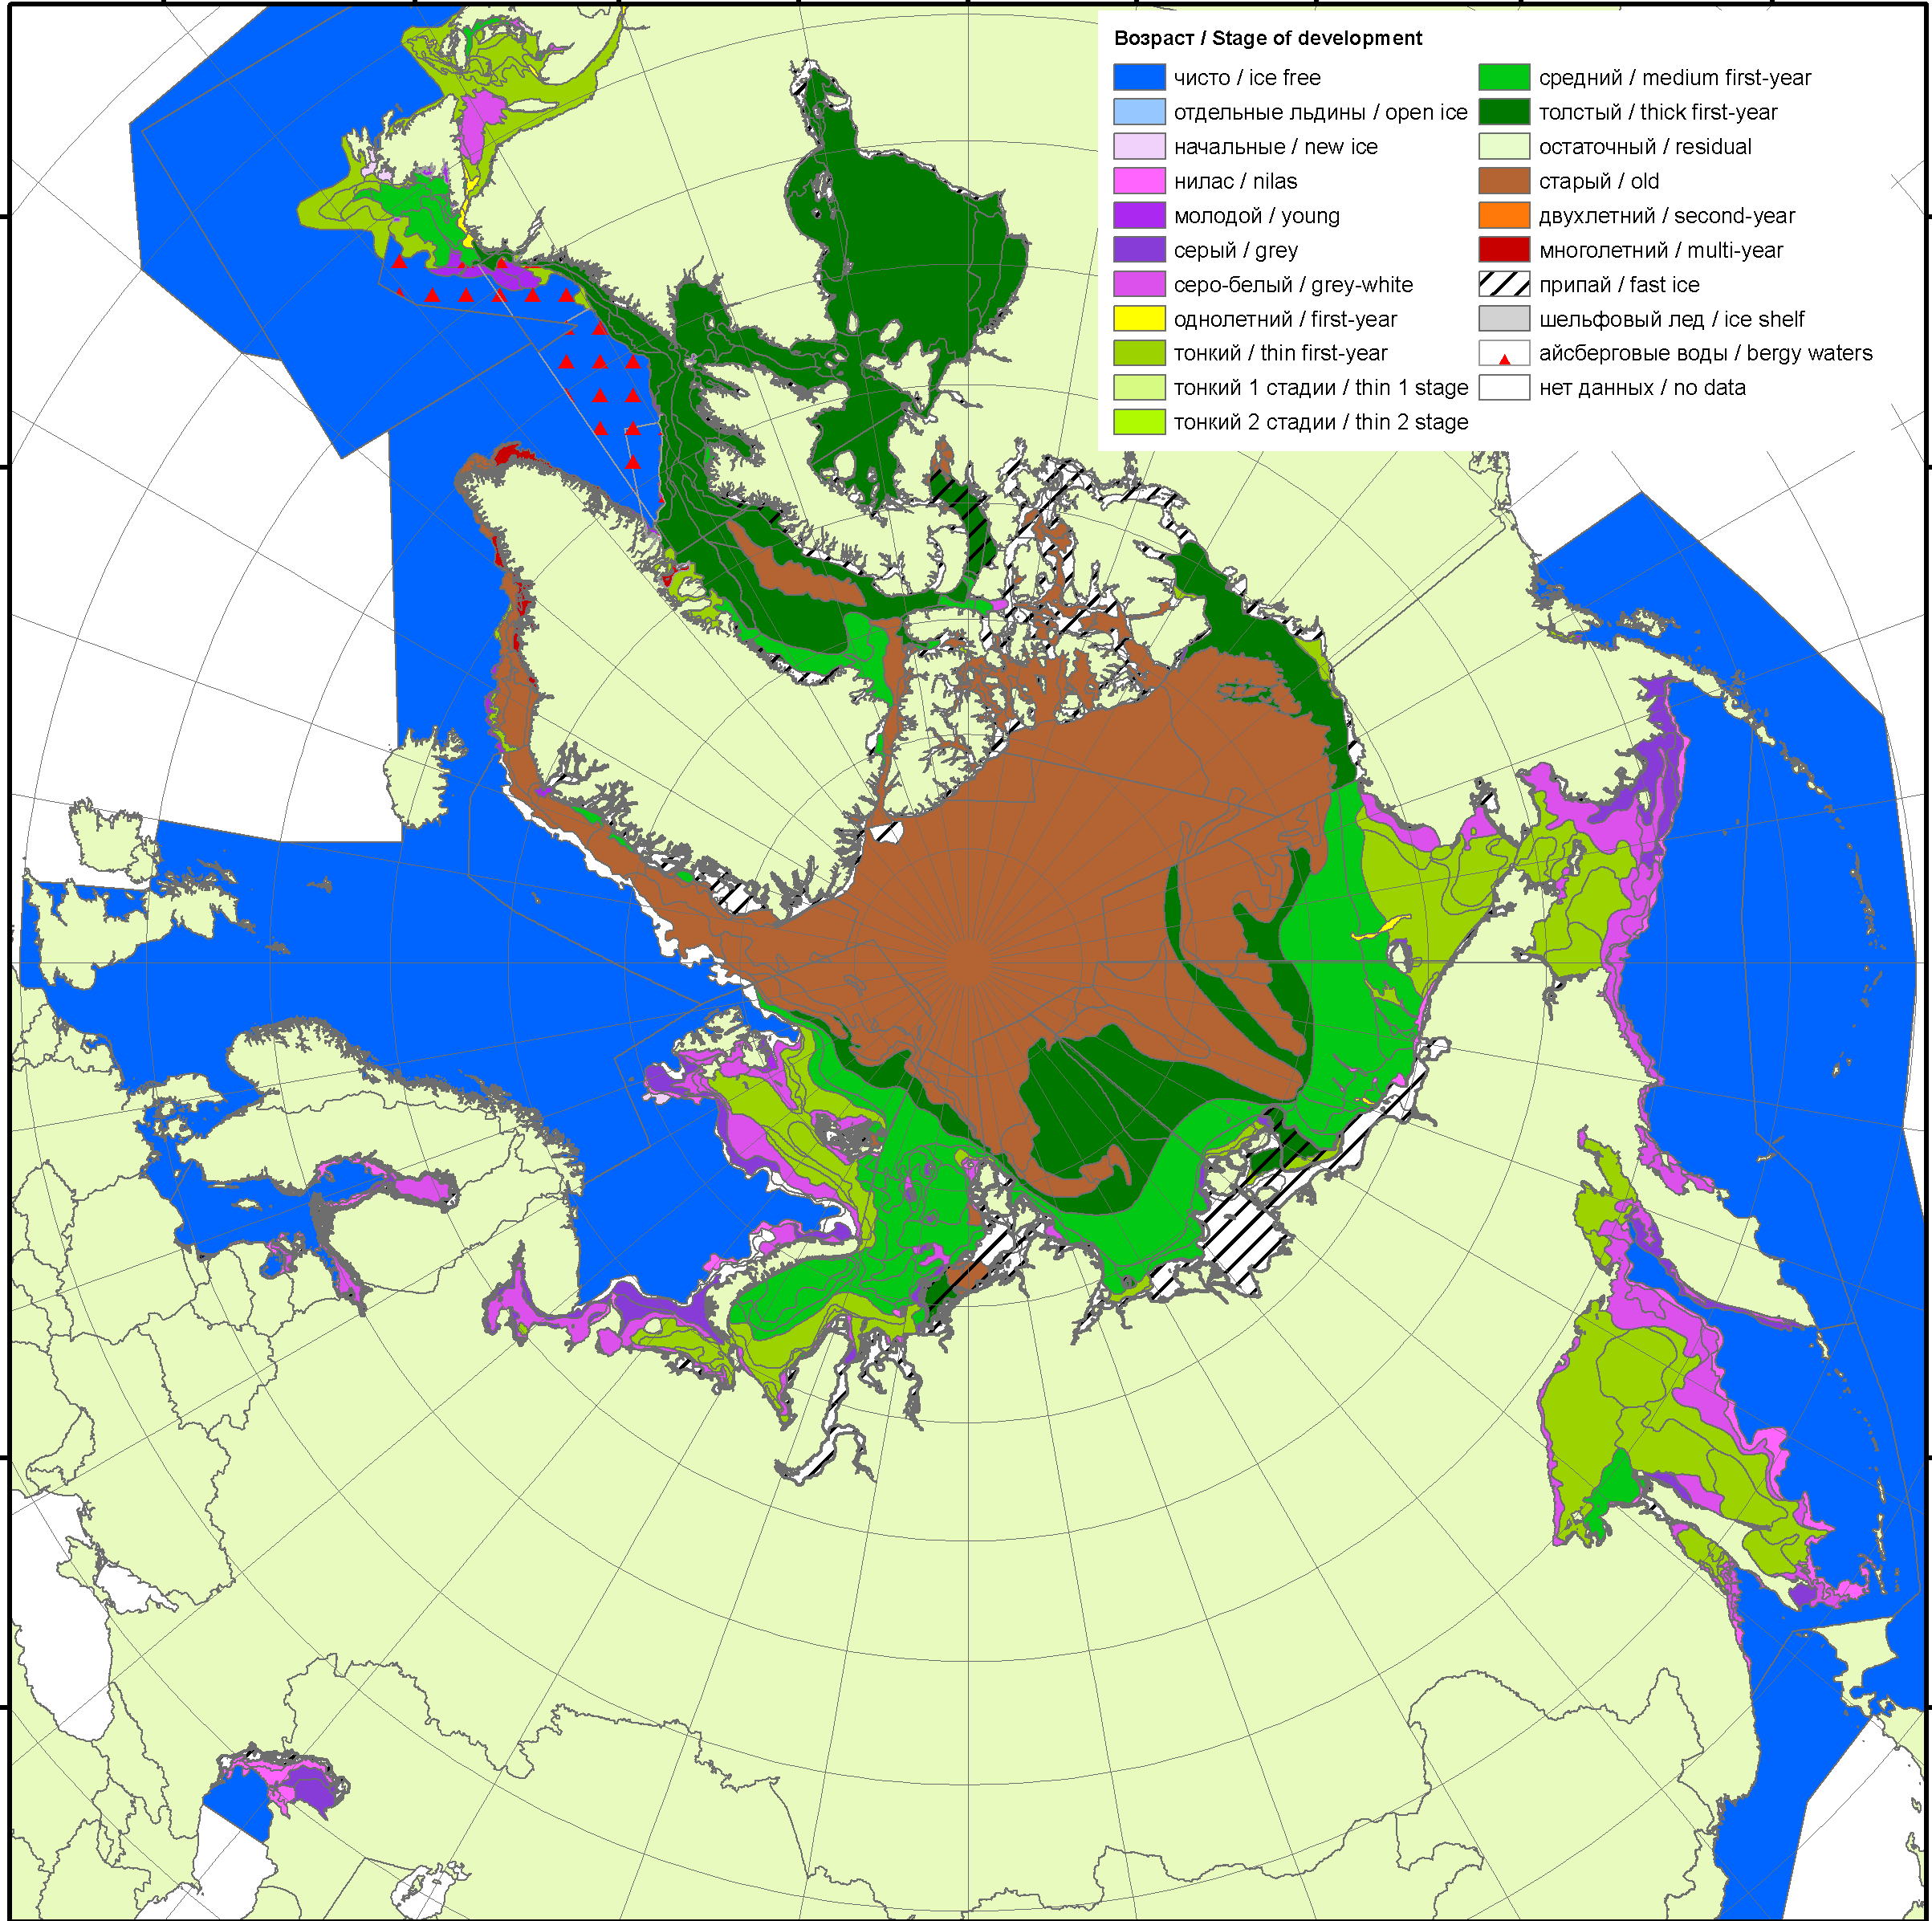 Возраст / Stage of development
чисто / ice free
отдельные льдины / open ice
начальные / new ice
нилас / nilas
молодой / young
серый / grey
серо-белый / grey-white
однолетний / first-year
тонкий / thin first-year
тонкий 1 стадии / thin 1 stage
тонкий 2 стадии / thin 2 stage
средний / medium first-year
толстый / thick first-year
остаточный / residual
старый / old
двухлетний / second-year
многолетний / multi-year
припай / fast ice
шельфовый лед / ice shelf
айсберговые воды / bergy waters
нет данных / no data